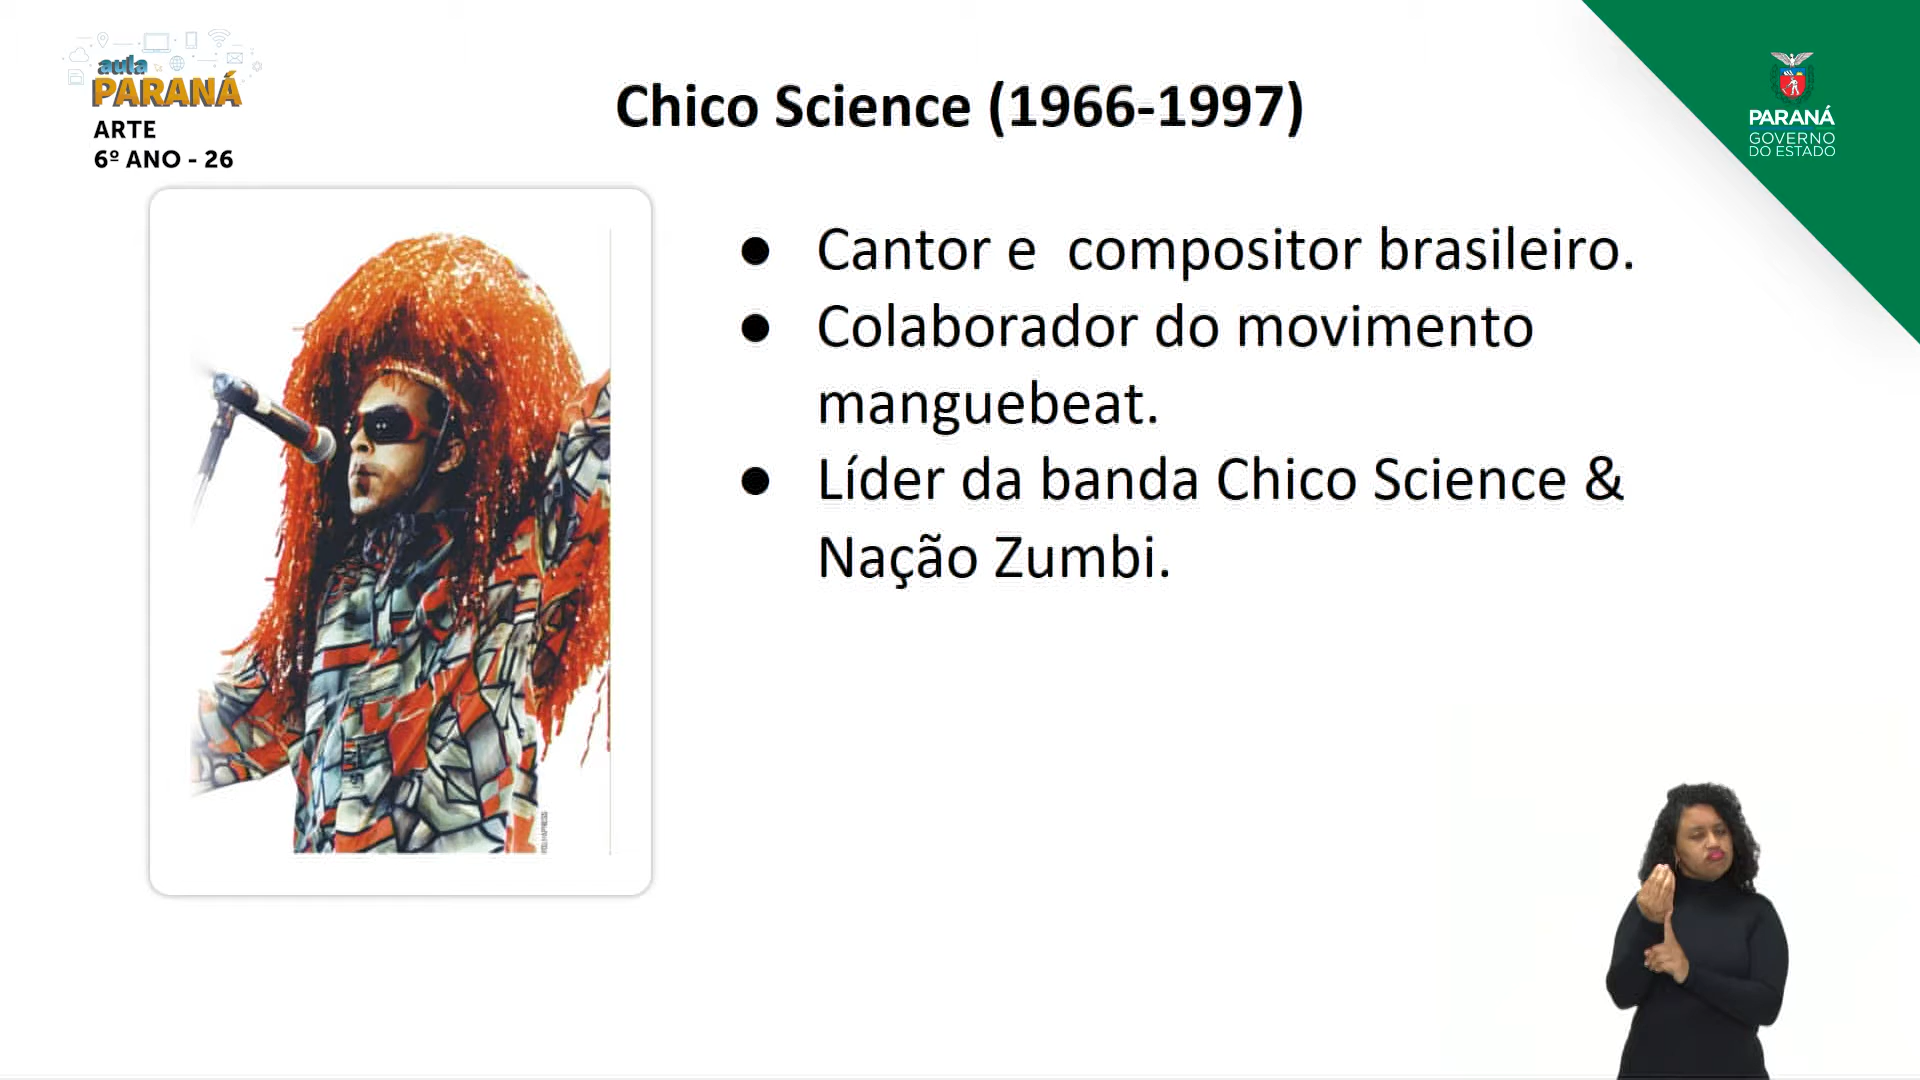 aula
PARANÁ
ARTE
6º ANO - 26
Chico Science (1966-1997)
PARANÁ
GOVERNO
DO ESTADO
● Cantor e  compositor brasileiro.
● Colaborador do movimento
manguebeat.
● Líder da banda Chico Science &
Nação Zumbi.